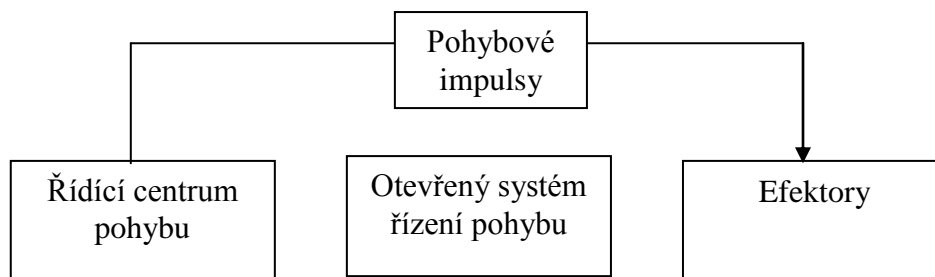 Pohybové
impulsy
Řídící centrum
pohybu
Otevřený systém
řízení pohybu
Efektory